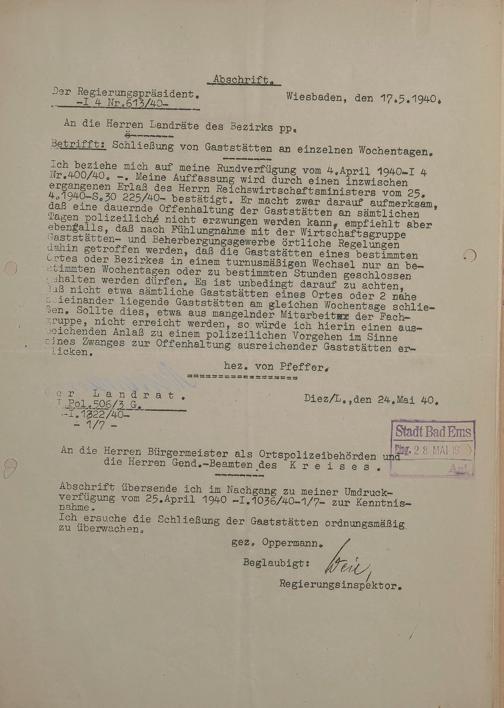 Abschrift.
Der Regierungspräsident.
-I 4 Nr.613/40-
Wiesbaden, den 17.5.1940.
An die Herren Landräte des Bezirks pp.
Betrifft: Schließung von Gaststätten an einzelnen Wochentagen.
Ich beziehe mich auf meine Rundverfügung vom 4.April 1940-I 4
Nr.400/40. -. Meine Auffassung wird durch einen inzwischen
ergangenen Erlaß des Herrn Reichswirtschaftsministers vom 25.
4.1940-S.30 225/40- bestätigt. Er macht zwar darauf aufmerksam,
daß eine dauernde Offenhaltung der Gaststätten an sämtlichen
Tagen polizeilich nicht erzwungen werden kann, empfiehlt aber
ebenfalls, daß nach Fühlungnahme mit der Wirtschaftsgruppe
Gaststätten- und Beherbergungsgewerbe örtliche Regelungen
dahin getroffen werden, daß die Gaststätten eines bestimmten
Ortes oder Bezirkes in einem turnusmäßigen Wechsel nur an be-
stimmten Wochentagen oder zu bestimmten Stunden geschlossen
gehalten werden dürfen. Es ist unbedingt darauf zu achten,
daß nicht etwa sämtliche Gaststätten eines Ortes oder 2 nahe
beieinander liegende Gaststätten am gleichen Wochentage schlie-
ßen. Sollte dies, etwa aus mangelnder Mitarbeit der Fach-
gruppe, nicht erreicht werden, so würde ich hierin einen aus-
reichenden Anlaß zu einem polizeilichen Vorgehen im Sinne
eines Zwanges zur Offenhaltung ausreichender Gaststätten er-
blicken.
hez. von Pfeffer.
==================
er Landrat.
I Pol.506/3 G.
-I.1322/40-
- 1/7 -
Diez/L.,den 24.Mai 40.
Stadt Bad Ems
Eing. 28 MAI
An die Herren Bürgermeister als Ortspolizeibehörden und
die Herren Gend.-Beamten des Kreises.
Abschrift übersende ich im Nachgang zu meiner Umdruck-
verfügung vom 25.April 1940 -I.1036/40-1/7- zur Kenntnis-
nahme.
Ich ersuche die Schließung der Gaststätten ordnungsmäßig
zu überwachen.
gez. Oppermann.
Beglaubigt:
Regierungsinspektor.